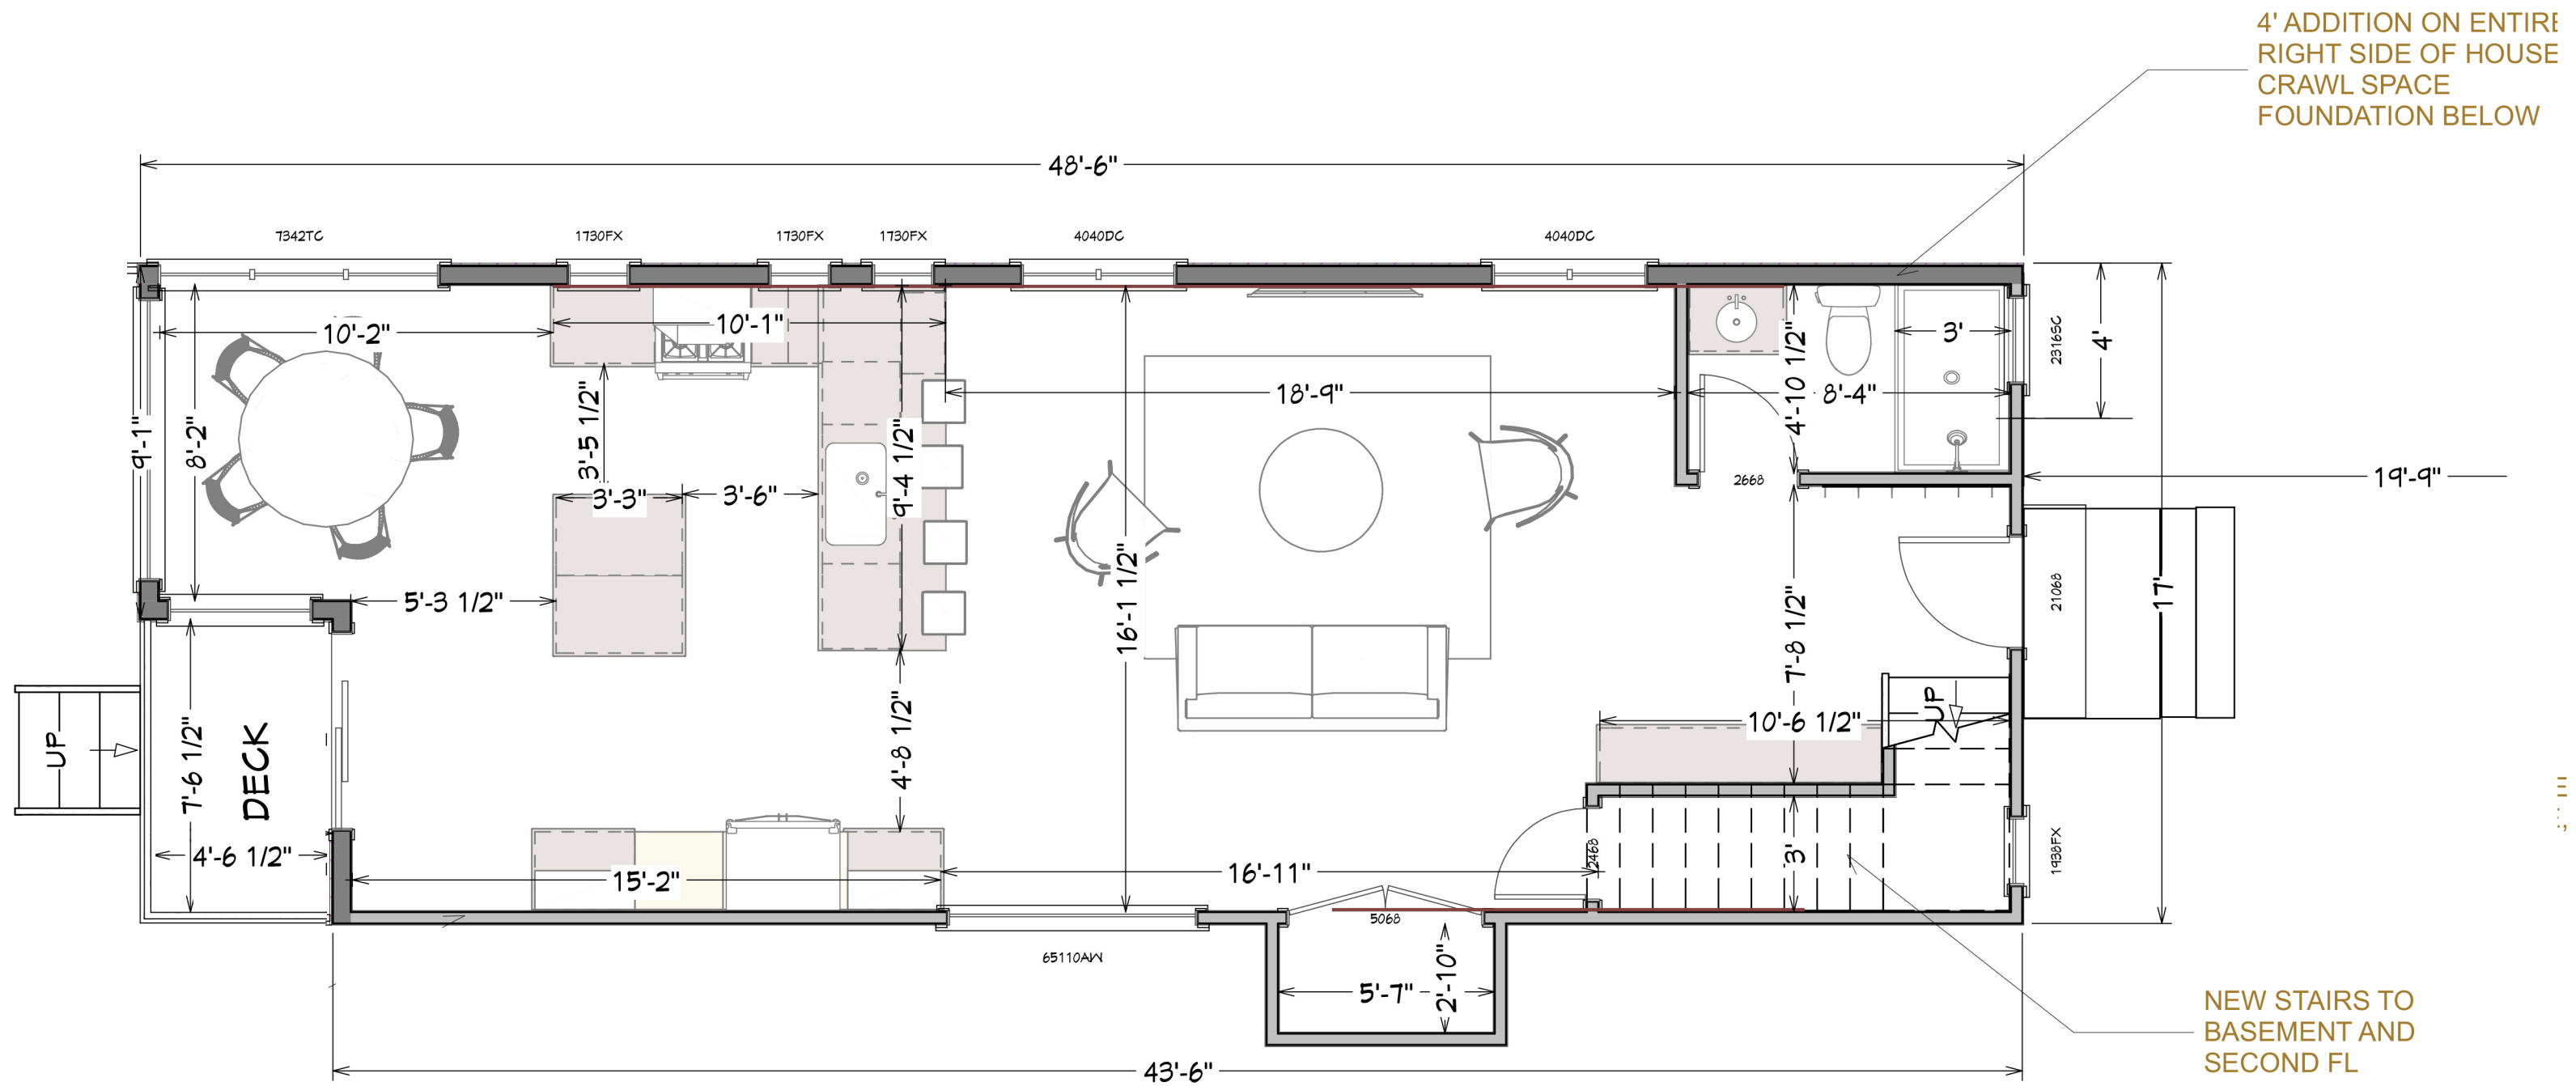 4' ADDITION ON ENTIRE
RIGHT SIDE OF HOUSE
CRAWL SPACE
FOUNDATION BELOW
48'-6"
7342TC
1730FX
1730FX
1730FX
4040DC
4040DC
10'-2"
10'-1"
3'
2316SC
4'
4'-10 1/2"
18'-9"
8'-4"
9'-1"
8'-2"
3'-5 1/2"
9'-4 1/2"
2668
19'-9"
3'-3"
3'-6"
16'-1 1/2"
5'-3 1/2"
7'-8 1/2"
21068
17'
UP
7'-6 1/2"
DECK
4'-8 1/2"
10'-6 1/2"
UP
4'-6 1/2"
15'-2"
16'-11"
2468
3'
1938FX
5068
65110AW
5'-7"
2'-10"
NEW STAIRS TO
BASEMENT AND
SECOND FL
43'-6"